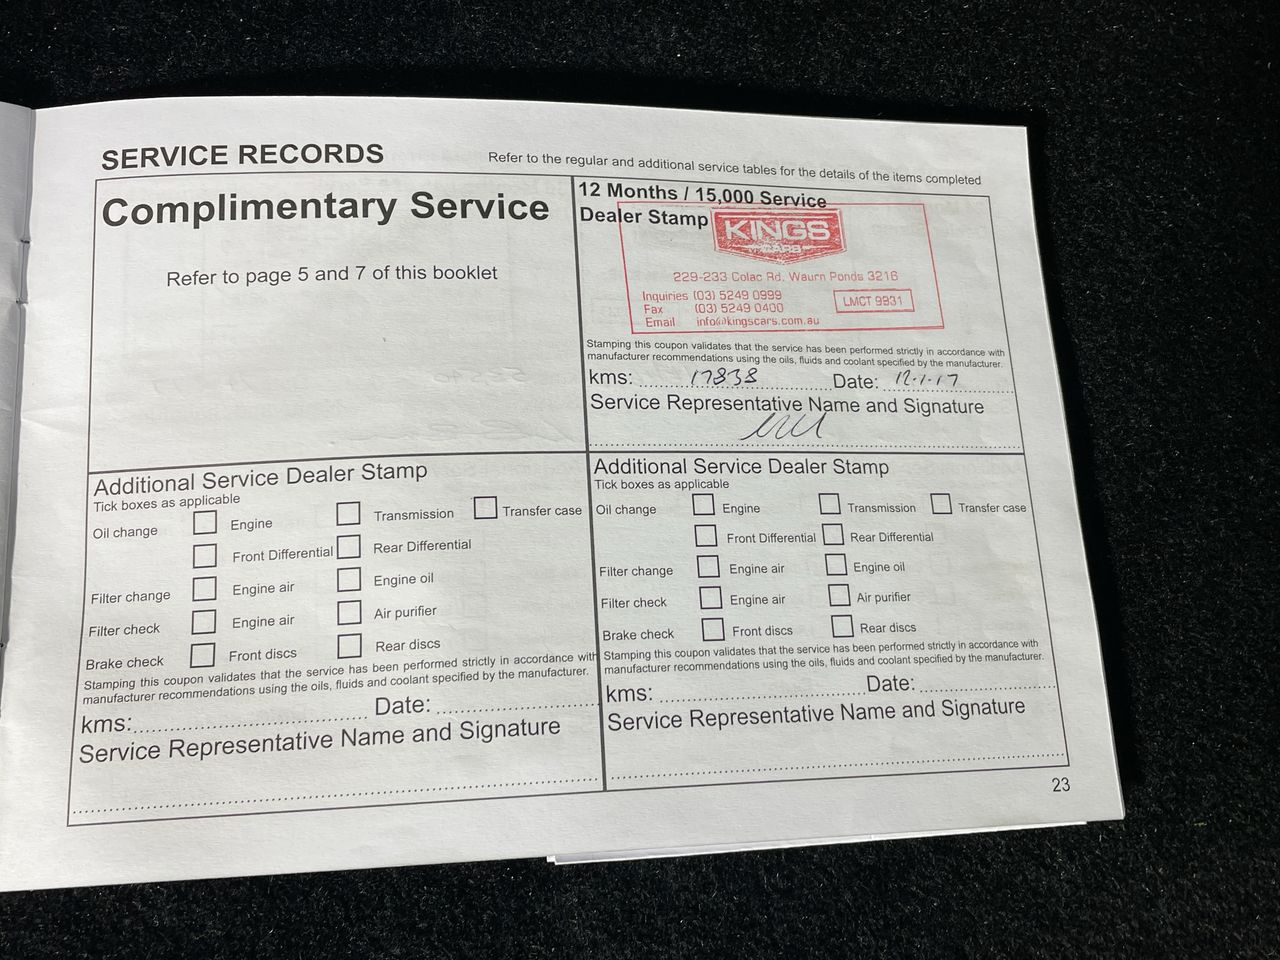 SERVICE RECORDS
Refer to the regular and additional service tables for the details of the items completed
Complimentary Service
Refer to page 5 and 7 of this booklet
12 Months / 15,000 Service
Dealer Stamp
KINGS
CARS
229-233 Colac Rd, Waurn Ponds 3216
Inquiries (03) 5249 0999
Fax (03) 5249 0400
Email info@kingscars.com.au
LMCT 9931
Stamping this coupon validates that the service has been performed strictly in accordance with
manufacturer recommendations using the oils, fluids and coolant specified by the manufacturer.
kms: 17838 Date: 12.1.17
Service Representative Name and Signature
Additional Service Dealer Stamp
Tick boxes as applicable
Oil change Engine Transmission Transfer case
Front Differential Rear Differential
Filter change Engine air Engine oil
Filter check Engine air Air purifier
Brake check Front discs Rear discs
Stamping this coupon validates that the service has been performed strictly in accordance with
manufacturer recommendations using the oils, fluids and coolant specified by the manufacturer.
kms: Date:
Service Representative Name and Signature
Additional Service Dealer Stamp
Tick boxes as applicable
Oil change Engine Transmission Transfer case
Front Differential Rear Differential
Filter change Engine air Engine oil
Filter check Engine air Air purifier
Brake check Front discs Rear discs
Stamping this coupon validates that the service has been performed strictly in accordance with
manufacturer recommendations using the oils, fluids and coolant specified by the manufacturer.
kms: Date:
Service Representative Name and Signature
23